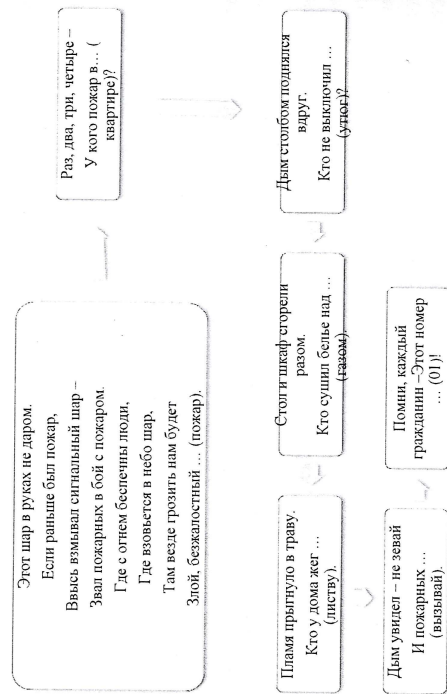 Этот шар в руках не даром.
Если раньше был пожар,
Ввысь взмывал сигнальный шар –
Звал пожарных в бой с пожаром.
Где с огнем беспечны люди,
Где взовьется в небо шар,
Там везде грозить нам будет
Злой, безжалостный … (пожар).
Раз, два, три, четыре –
У кого пожар в… (
квартире)?
Дым столбом поднялся
вдруг.
Кто не выключил …
(утюг)?
Стол и шкаф сгорели
разом.
Кто сушил белье над …
(газом).
Пламя прыгнуло в траву.
Кто у дома жег …
(листву).
Дым увидел – не зевай
И пожарных …
(вызывай).
Помни, каждый
гражданин –Этот номер
… (01)!